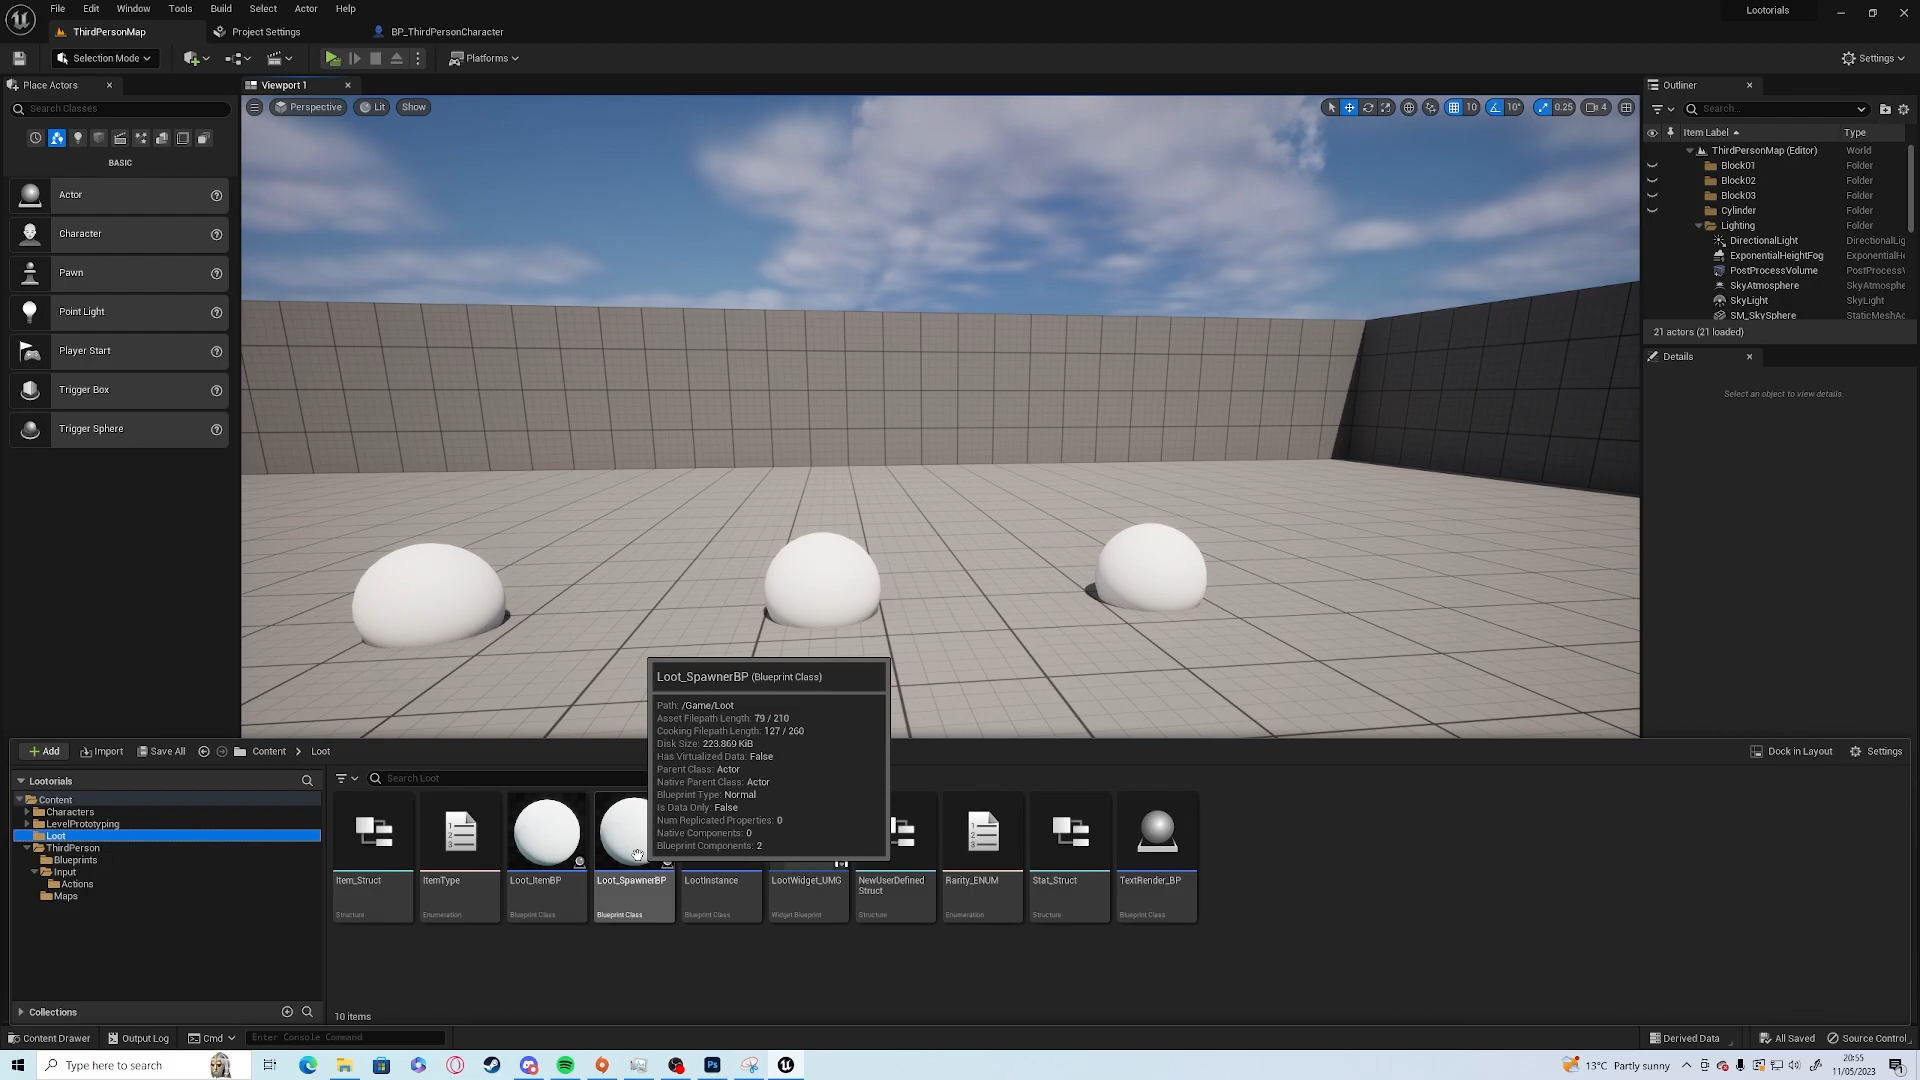 File Edit Window Tools Build Select Actor Help
Lootorials
ThirdPersonMap Project Settings BP_ThirdPersonCharacter
Selection Mode Platforms Settings
Place Actors
Search Classes
BASIC
Actor
Character
Pawn
Point Light
Player Start
Trigger Box
Trigger Sphere
Viewport 1
Perspective Lit Show
10 10° 0.25 4
Outliner
Search...
Item Label Type
ThirdPersonMap (Editor) World
Block01 Folder
Block02 Folder
Block03 Folder
Cylinder Folder
Lighting Folder
DirectionalLight DirectionalLig
ExponentialHeightFog ExponentialHe
PostProcessVolume PostProcessV
SkyAtmosphere SkyAtmosphe
SkyLight SkyLight
SM_SkySphere StaticMeshAc
21 actors (21 loaded)
Details
Select an object to view details.
Loot_SpawnerBP (Blueprint Class)
Path: /Game/Loot
Asset Filepath Length: 79 / 210
Cooking Filepath Length: 127 / 260
Disk Size: 223.869 KiB
Has Virtualized Data: False
Parent Class: Actor
Native Parent Class: Actor
Blueprint Type: Normal
Is Data Only: False
Num Replicated Properties: 0
Native Components: 0
Blueprint Components: 2
Add Import Save All Content Loot
Dock in Layout Settings
Lootorials
Content
Characters
LevelPrototyping
Loot
ThirdPerson
Blueprints
Input
Actions
Maps
Collections
Search Loot
Item_Struct
Structure
ItemType
Enumeration
Loot_ItemBP
Blueprint Class
Loot_SpawnerBP
Blueprint Class
LootInstance
Blueprint Class
LootWidget_UMG
Widget Blueprint
NewUserDefined
Struct
Structure
Rarity_ENUM
Enumeration
Stat_Struct
Structure
TextRender_BP
Blueprint Class
10 items
Content Drawer Output Log Cmd Enter Console Command
Derived Data All Saved Source Control
Type here to search
Ps
13°C Partly sunny
20:55
11/05/2023